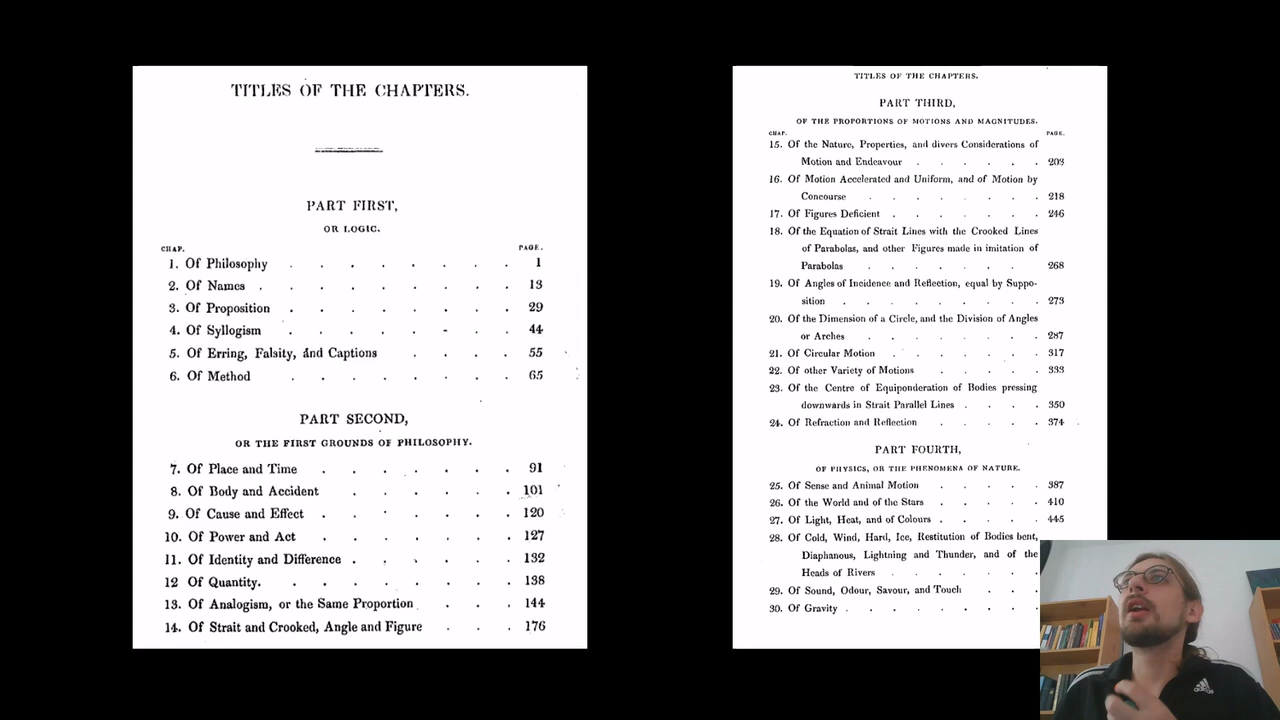 TITLES OF THE CHAPTERS.
PART FIRST,
OR LOGIC.
CHAP. PAGE.
1. Of Philosophy . . . . . . . . 1
2. Of Names . . . . . . . . . 13
3. Of Proposition . . . . . . . . 29
4. Of Syllogism . . . . - . . . 44
5. Of Erring, Falsity, and Captions . . . . 55
6. Of Method . . . . . . . . 65
PART SECOND,
OR THE FIRST GROUNDS OF PHILOSOPHY.
7. Of Place and Time . . . . . . . 91
8. Of Body and Accident . . . . . . 101
9. Of Cause and Effect . . . . . . . 120
10. Of Power and Act . . . . . . . 127
11. Of Identity and Difference . . . . . . 132
12 Of Quantity. . . . . . . . . 138
13. Of Analogism, or the Same Proportion . . . 144
14. Of Strait and Crooked, Angle and Figure . . . 176
TITLES OF THE CHAPTERS.
PART THIRD,
OF THE PROPORTIONS OF MOTIONS AND MAGNITUDES.
CHAP. PAGE.
15. Of the Nature, Properties, and divers Considerations of
Motion and Endeavour . . . . . . 203
16. Of Motion Accelerated and Uniform, and of Motion by
Concourse . . . . . . . 218
17. Of Figures Deficient . . . . . . . 246
18. Of the Equation of Strait Lines with the Crooked Lines
of Parabolas, and other Figures made in imitation of
Parabolas . . . . . . . 268
19. Of Angles of Incidence and Reflection, equal by Suppo-
sition . . . . . . . . 273
20. Of the Dimension of a Circle, and the Division of Angles
or Arches . . . . . . . 287
21. Of Circular Motion . . . . . . . 317
22. Of other Variety of Motions . . . . . . 333
23. Of the Centre of Equiponderation of Bodies pressing
downwards in Strait Parallel Lines . . . . 350
24. Of Refraction and Reflection . . . . . 374
PART FOURTH,
OF PHYSICS, OR THE PHENOMENA OF NATURE.
25. Of Sense and Animal Motion . . . . . 387
26. Of the World and of the Stars . . . . . 410
27. Of Light, Heat, and of Colours . . . . . 445
28. Of Cold, Wind, Hard, Ice, Restitution of Bodies bent,
Diaphanous, Lightning and Thunder, and of the
Heads of Rivers . . . . . . .
29. Of Sound, Odour, Savour, and Touch . . .
30. Of Gravity . . . . . . . .
adidas